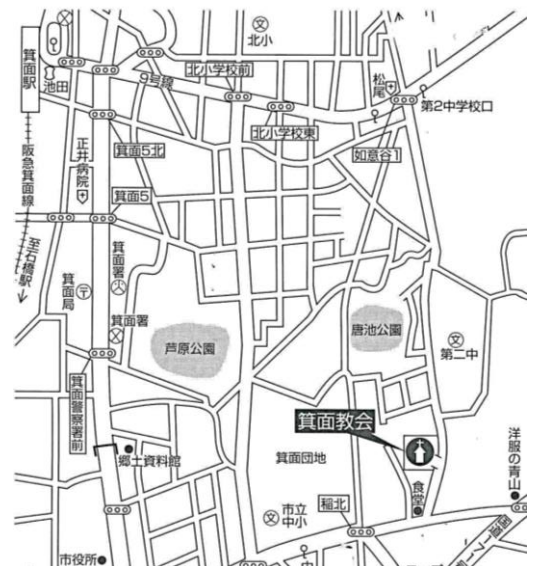 北小
文
箕面駅
池田
9号線
北小学校前
松尾
第2中学校口
北小学校東
如意谷1
箕面5北
阪急箕面線
正井病院
箕面5
至石橋駅
箕面署
箕面局
箕面署
芦原公園
唐池公園
文
第二中
箕面警察署前
箕面教会
郷土資料館
箕面団地
洋服の青山
食堂
稲北
文
市立
中小
市役所